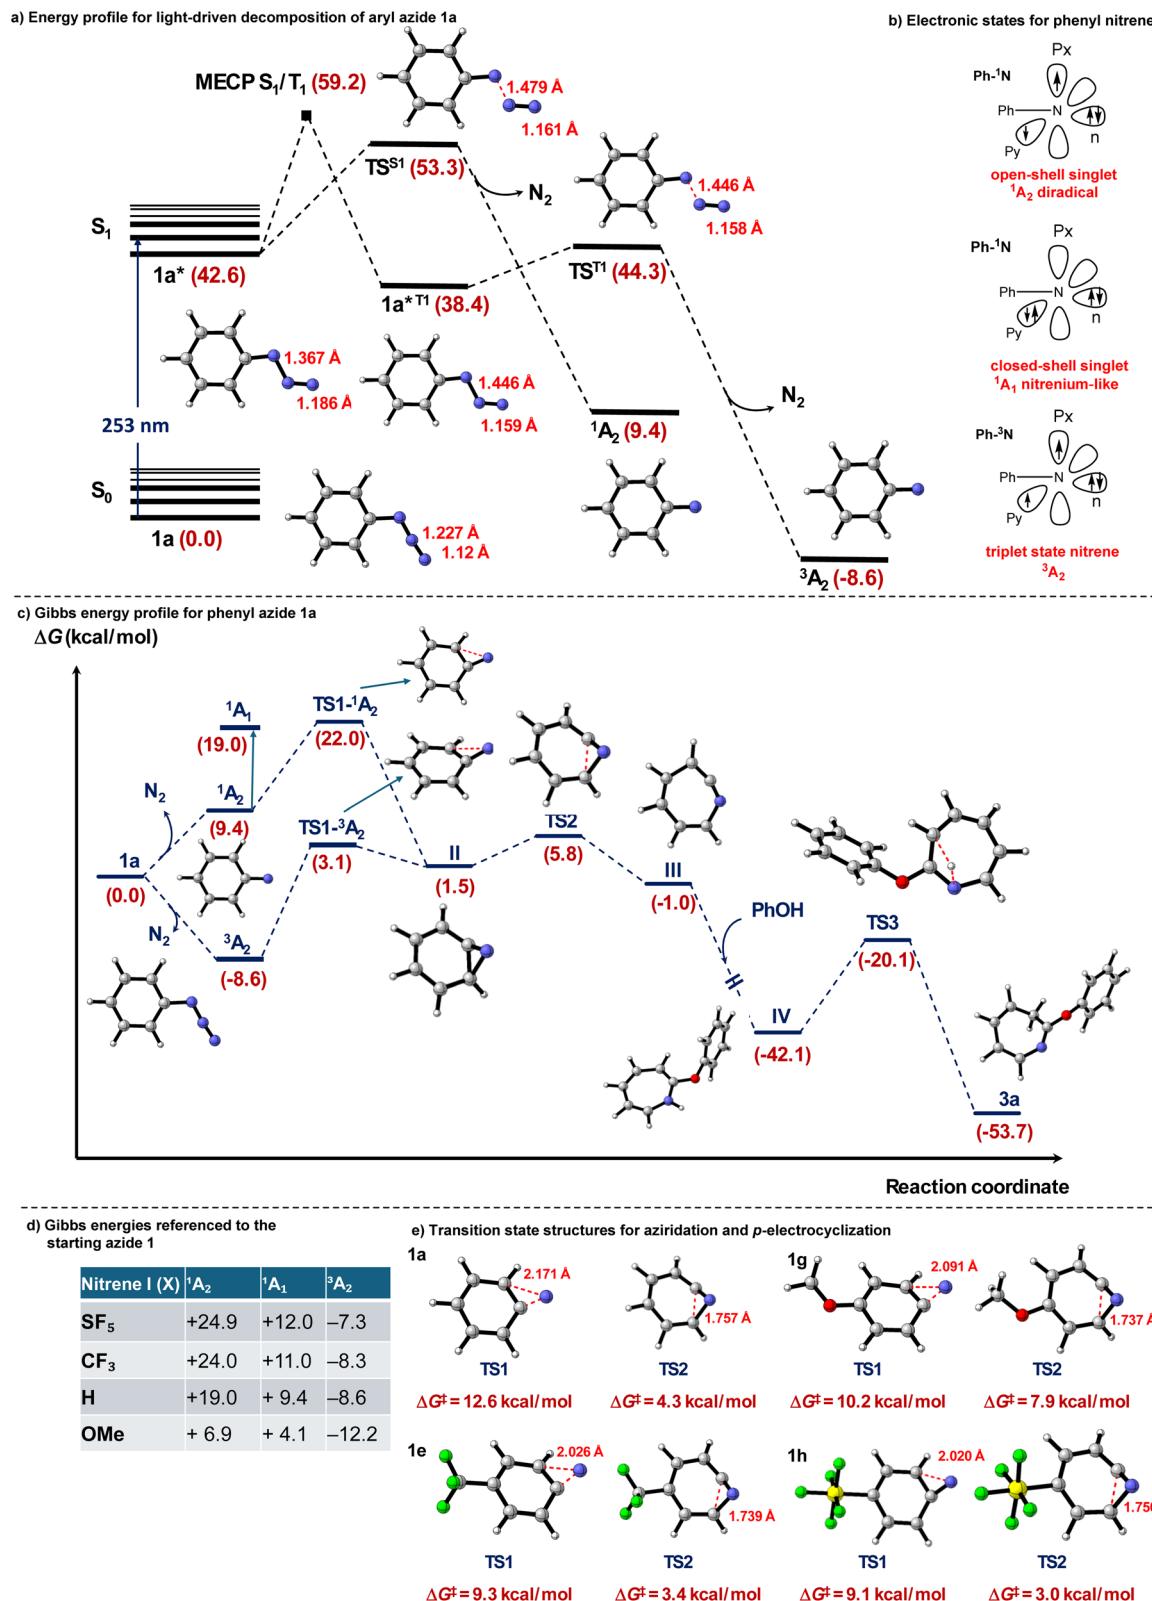 a) Energy profile for light-driven decomposition of aryl azide 1a
MECP S1/T1 (59.2)
1.479 Å
1.161 Å
TS^S1 (53.3)
N2
1.446 Å
1.158 Å
S1
1a* (42.6)
1a* T1 (38.4)
TS^T1 (44.3)
1.367 Å
1.186 Å
1.446 Å
1.159 Å
253 nm
N2
1A2 (9.4)
S0
1a (0.0)
1.227 Å
1.12 Å
3A2 (-8.6)
b) Electronic states for phenyl nitrene
Px
Ph-1N
Ph
N
n
Py
open-shell singlet
1A2 diradical
Px
Ph-1N
Ph
N
n
Py
closed-shell singlet
1A1 nitrenium-like
Px
Ph-3N
Ph
N
n
Py
triplet state nitrene
3A2
c) Gibbs energy profile for phenyl azide 1a
ΔG (kcal/mol)
1A1
(19.0)
TS1-1A2
(22.0)
N2
1A2
(9.4)
TS1-3A2
(3.1)
1a
(0.0)
N2
3A2
(-8.6)
II
(1.5)
TS2
(5.8)
III
(-1.0)
PhOH
IV
(-42.1)
TS3
(-20.1)
3a
(-53.7)
Reaction coordinate
d) Gibbs energies referenced to the
starting azide 1
Nitrene I (X) 1A2 1A1 3A2
SF5 +24.9 +12.0 –7.3
CF3 +24.0 +11.0 –8.3
H +19.0 + 9.4 –8.6
OMe + 6.9 + 4.1 –12.2
e) Transition state structures for aziridation and p-electrocyclization
1a
2.171 Å
TS1
ΔG‡ = 12.6 kcal/mol
1.757 Å
TS2
ΔG‡ = 4.3 kcal/mol
1g
2.091 Å
TS1
ΔG‡ = 10.2 kcal/mol
1.737 Å
TS2
ΔG‡ = 7.9 kcal/mol
1e
2.026 Å
TS1
ΔG‡ = 9.3 kcal/mol
1.739 Å
TS2
ΔG‡ = 3.4 kcal/mol
1h
2.020 Å
TS1
ΔG‡ = 9.1 kcal/mol
TS2
ΔG‡ = 3.0 kcal/mol